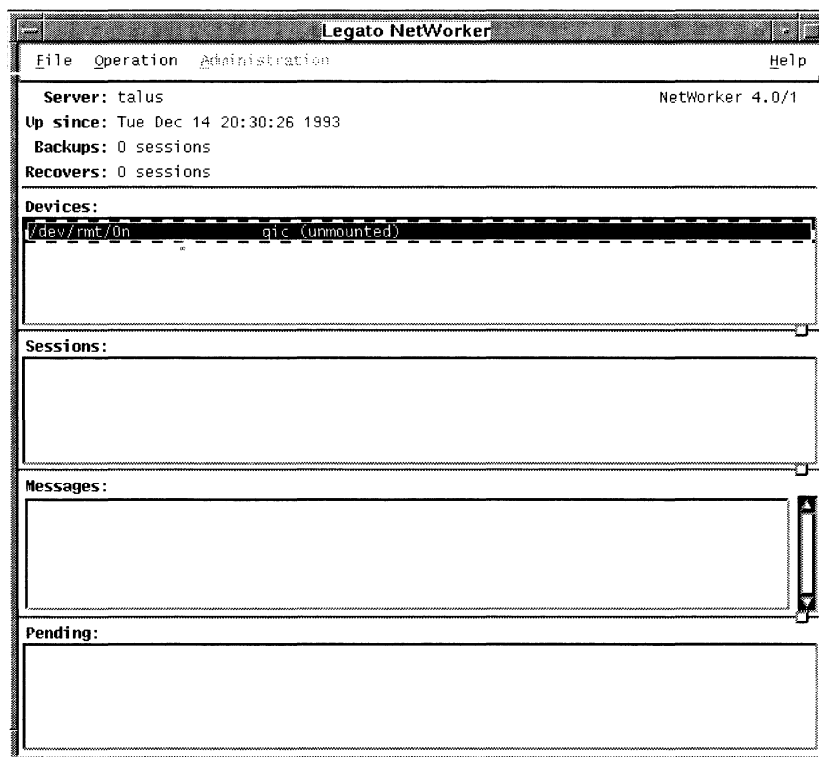 Legato NetWorker
File Operation Administration Help
Server: talus NetWorker 4.0/1
Up since: Tue Dec 14 20:30:26 1993
Backups: 0 sessions
Recovers: 0 sessions
Devices:
/dev/rmt/0n qic (unmounted)
Sessions:
Messages:
Pending: